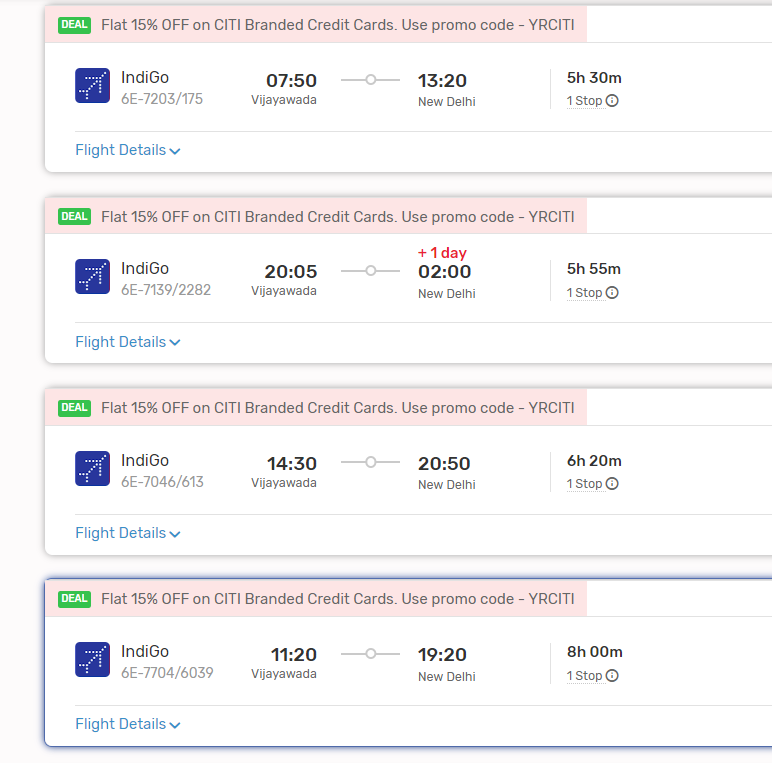 DEAL Flat 15% OFF on CITI Branded Credit Cards. Use promo code - YRCITI
IndiGo 07:50 13:20 5h 30m
6E-7203/175 Vijayawada New Delhi 1 Stop
Flight Details
DEAL Flat 15% OFF on CITI Branded Credit Cards. Use promo code - YRCITI
+ 1 day
IndiGo 20:05 02:00 5h 55m
6E-7139/2282 Vijayawada New Delhi 1 Stop
Flight Details
DEAL Flat 15% OFF on CITI Branded Credit Cards. Use promo code - YRCITI
IndiGo 14:30 20:50 6h 20m
6E-7046/613 Vijayawada New Delhi 1 Stop
Flight Details
DEAL Flat 15% OFF on CITI Branded Credit Cards. Use promo code - YRCITI
IndiGo 11:20 19:20 8h 00m
6E-7704/6039 Vijayawada New Delhi 1 Stop
Flight Details